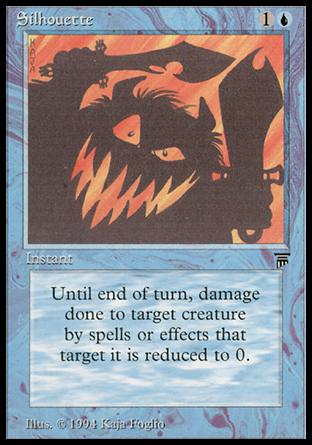 Silhouette 1
KAJA
Instant
Until end of turn, damage
done to target creature
by spells or effects that
target it is reduced to 0.
Illus. © 1994 Kaja Foglio